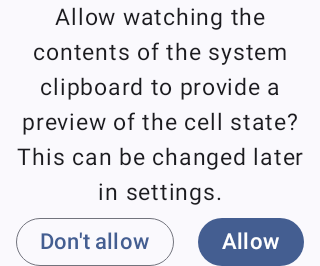 Allow watching the
contents of the system
clipboard to provide a
preview of the cell state?
This can be changed later
in settings.
Don't allow
Allow